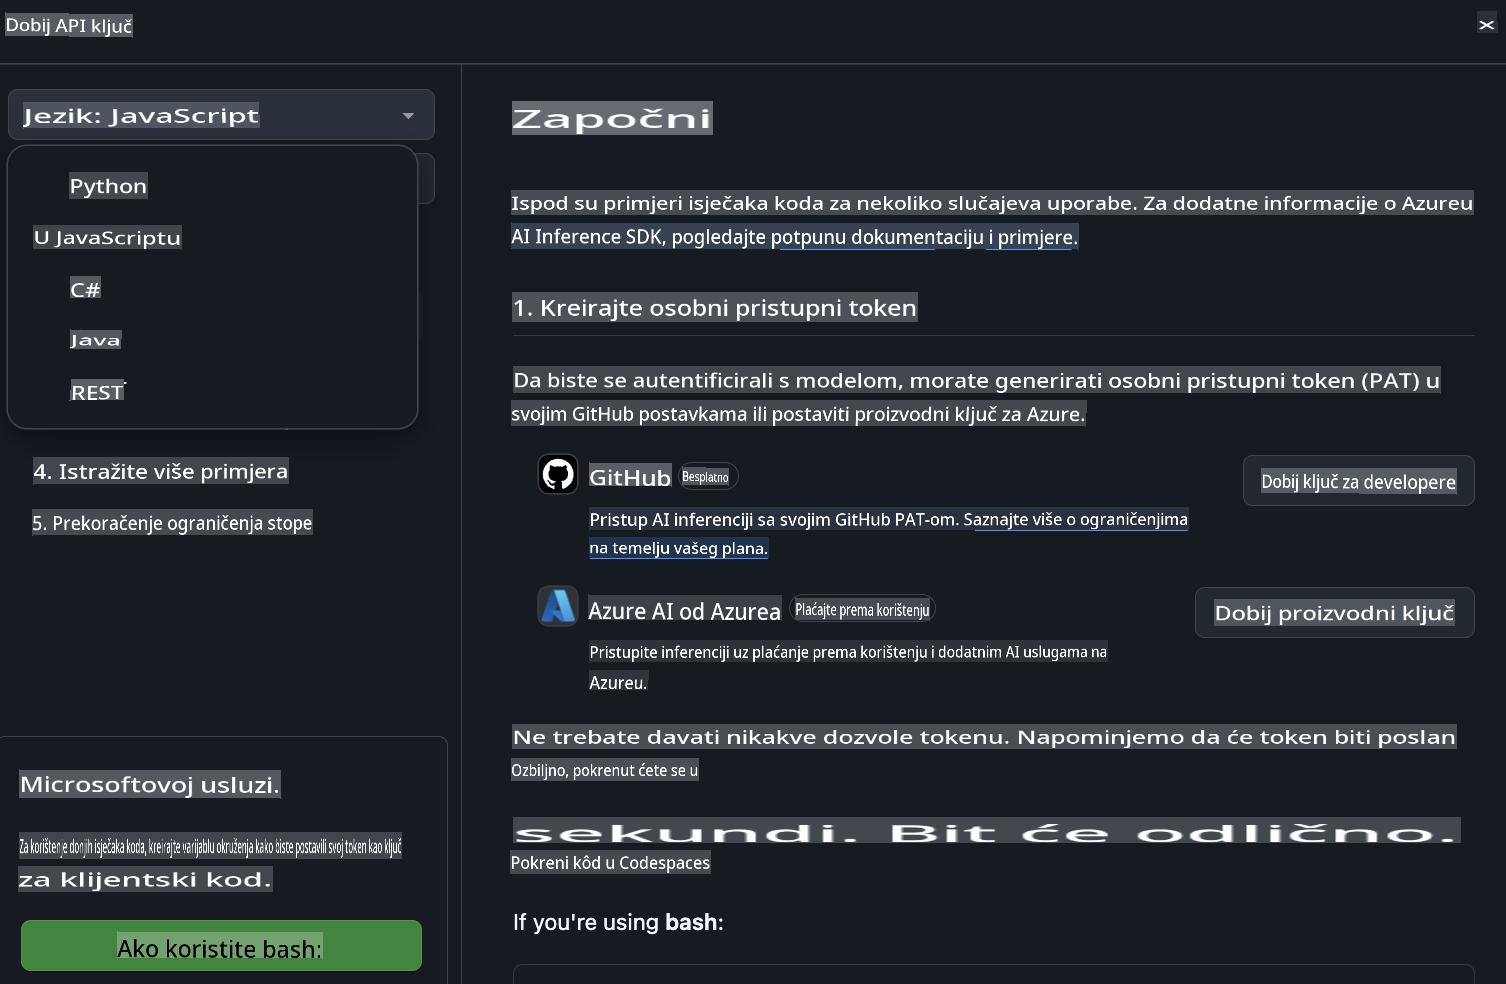 Dobij API ključ
Jezik: JavaScript
Python
U JavaScriptu
C#
Java
REST
4. Istražite više primjera
5. Prekoračenje ograničenja stope
Microsoftovoj usluzi.
Za korištenje donjih isječaka koda, kreirajte varijablu okruženja kako biste postavili svoj token kao ključ
za klijentski kod.
Ako koristite bash:
Započni
Ispod su primjeri isječaka koda za nekoliko slučajeva uporabe. Za dodatne informacije o Azureu
AI Inference SDK, pogledajte potpunu dokumentaciju i primjere.
1. Kreirajte osobni pristupni token
Da biste se autentificirali s modelom, morate generirati osobni pristupni token (PAT) u
svojim GitHub postavkama ili postaviti proizvodni ključ za Azure.
GitHub Besplatno
Dobij ključ za developere
Pristup AI inferenciji sa svojim GitHub PAT-om. Saznajte više o ograničenjima
na temelju vašeg plana.
Azure AI od Azurea Plaćajte prema korištenju
Dobij proizvodni ključ
Pristupite inferenciji uz plaćanje prema korištenju i dodatnim AI uslugama na
Azureu.
Ne trebate davati nikakve dozvole tokenu. Napominjemo da će token biti poslan
Ozbiljno, pokrenut ćete se u
sekundi. Bit će odlično.
Pokreni kôd u Codespaces
If you're using bash: